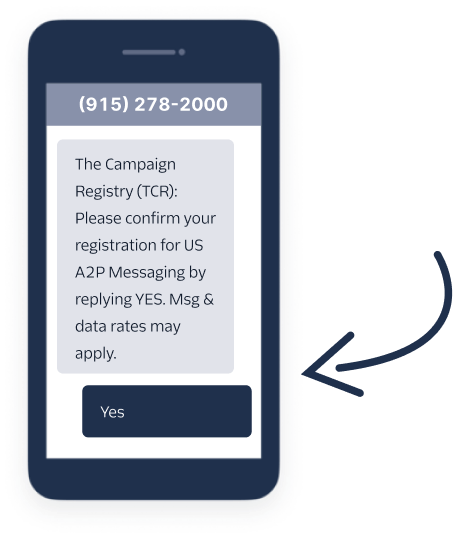 (915) 278-2000
The Campaign
Registry (TCR):
Please confirm your
registration for US
A2P Messaging by
replying YES. Msg &
data rates may
apply.
Yes